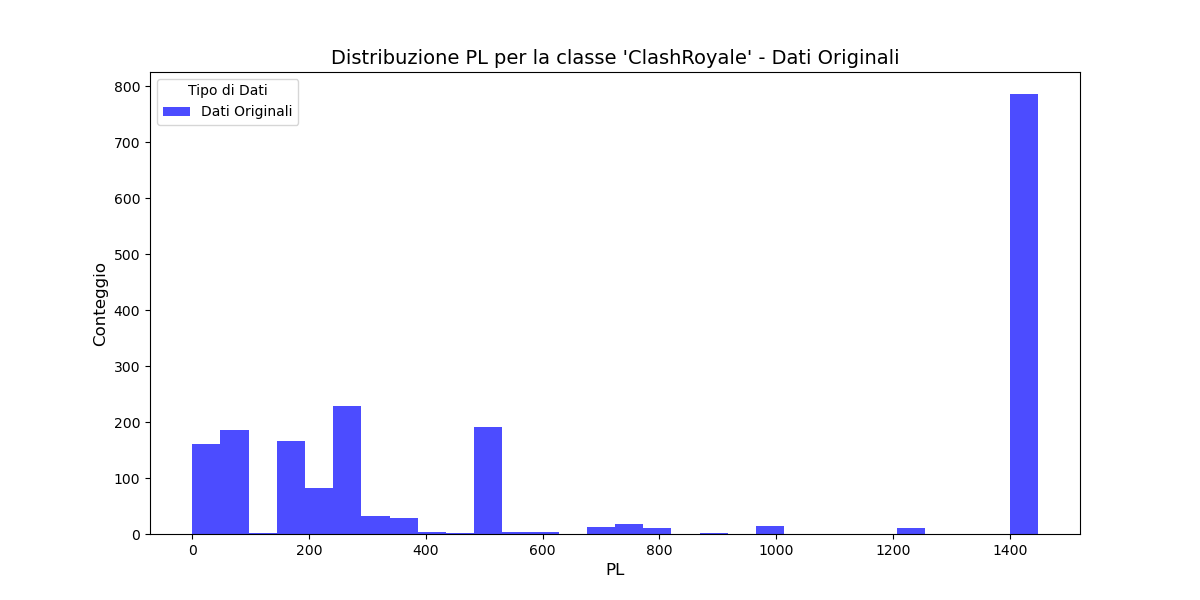 Distribuzione PL per la classe 'ClashRoyale' - Dati Originali
Tipo di Dati
Dati Originali
Conteggio
800
700
600
500
400
300
200
100
0
0 200 400 600 800 1000 1200 1400
PL